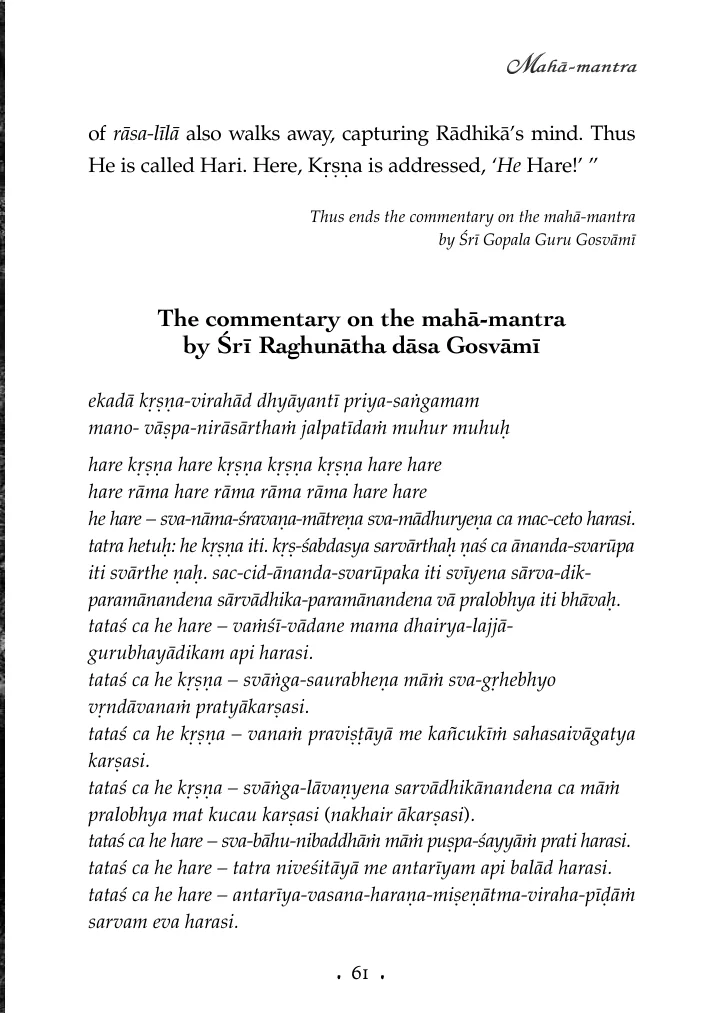 Mahā-mantra
of rāsa-līlā also walks away, capturing Rādhikā’s mind. Thus
He is called Hari. Here, Kṛṣṇa is addressed, ‘He Hare!’ ”
Thus ends the commentary on the mahā-mantra
by Śrī Gopala Guru Gosvāmī
The commentary on the mahā-mantra
by Śrī Raghunātha dāsa Gosvāmī
ekadā kṛṣṇa-virahād dhyāyantī priya-saṅgamam
mano- vāṣpa-nirāsārthaṁ jalpatīdaṁ muhur muhuḥ
hare kṛṣṇa hare kṛṣṇa kṛṣṇa kṛṣṇa hare hare
hare rāma hare rāma rāma rāma hare hare
he hare – sva-nāma-śravaṇa-mātreṇa sva-mādhuryeṇa ca mac-ceto harasi.
tatra hetuḥ: he kṛṣṇa iti. kṛṣ-śabdasya sarvārthaḥ ṇaś ca ānanda-svarūpa
iti svārthe ṇaḥ. sac-cid-ānanda-svarūpaka iti svīyena sārva-dik-
paramānandena sārvādhika-paramānandena vā pralobhya iti bhāvaḥ.
tataś ca he hare – vaṁśī-vādane mama dhairya-lajjā-
gurubhayādikam api harasi.
tataś ca he kṛṣṇa – svāṅga-saurabheṇa māṁ sva-gṛhebhyo
vṛndāvanaṁ pratyākarṣasi.
tataś ca he kṛṣṇa – vanaṁ praviṣṭāyā me kañcukīṁ sahasaivāgatya
karṣasi.
tataś ca he kṛṣṇa – svāṅga-lāvaṇyena sarvādhikānandena ca māṁ
pralobhya mat kucau karṣasi (nakhair ākarṣasi).
tataś ca he hare – sva-bāhu-nibaddhāṁ māṁ puṣpa-śayyāṁ prati harasi.
tataś ca he hare – tatra niveśitāyā me antarīyam api balād harasi.
tataś ca he hare – antarīya-vasana-haraṇa-miṣeṇātma-viraha-pīḍāṁ
sarvam eva harasi.
• 61 •